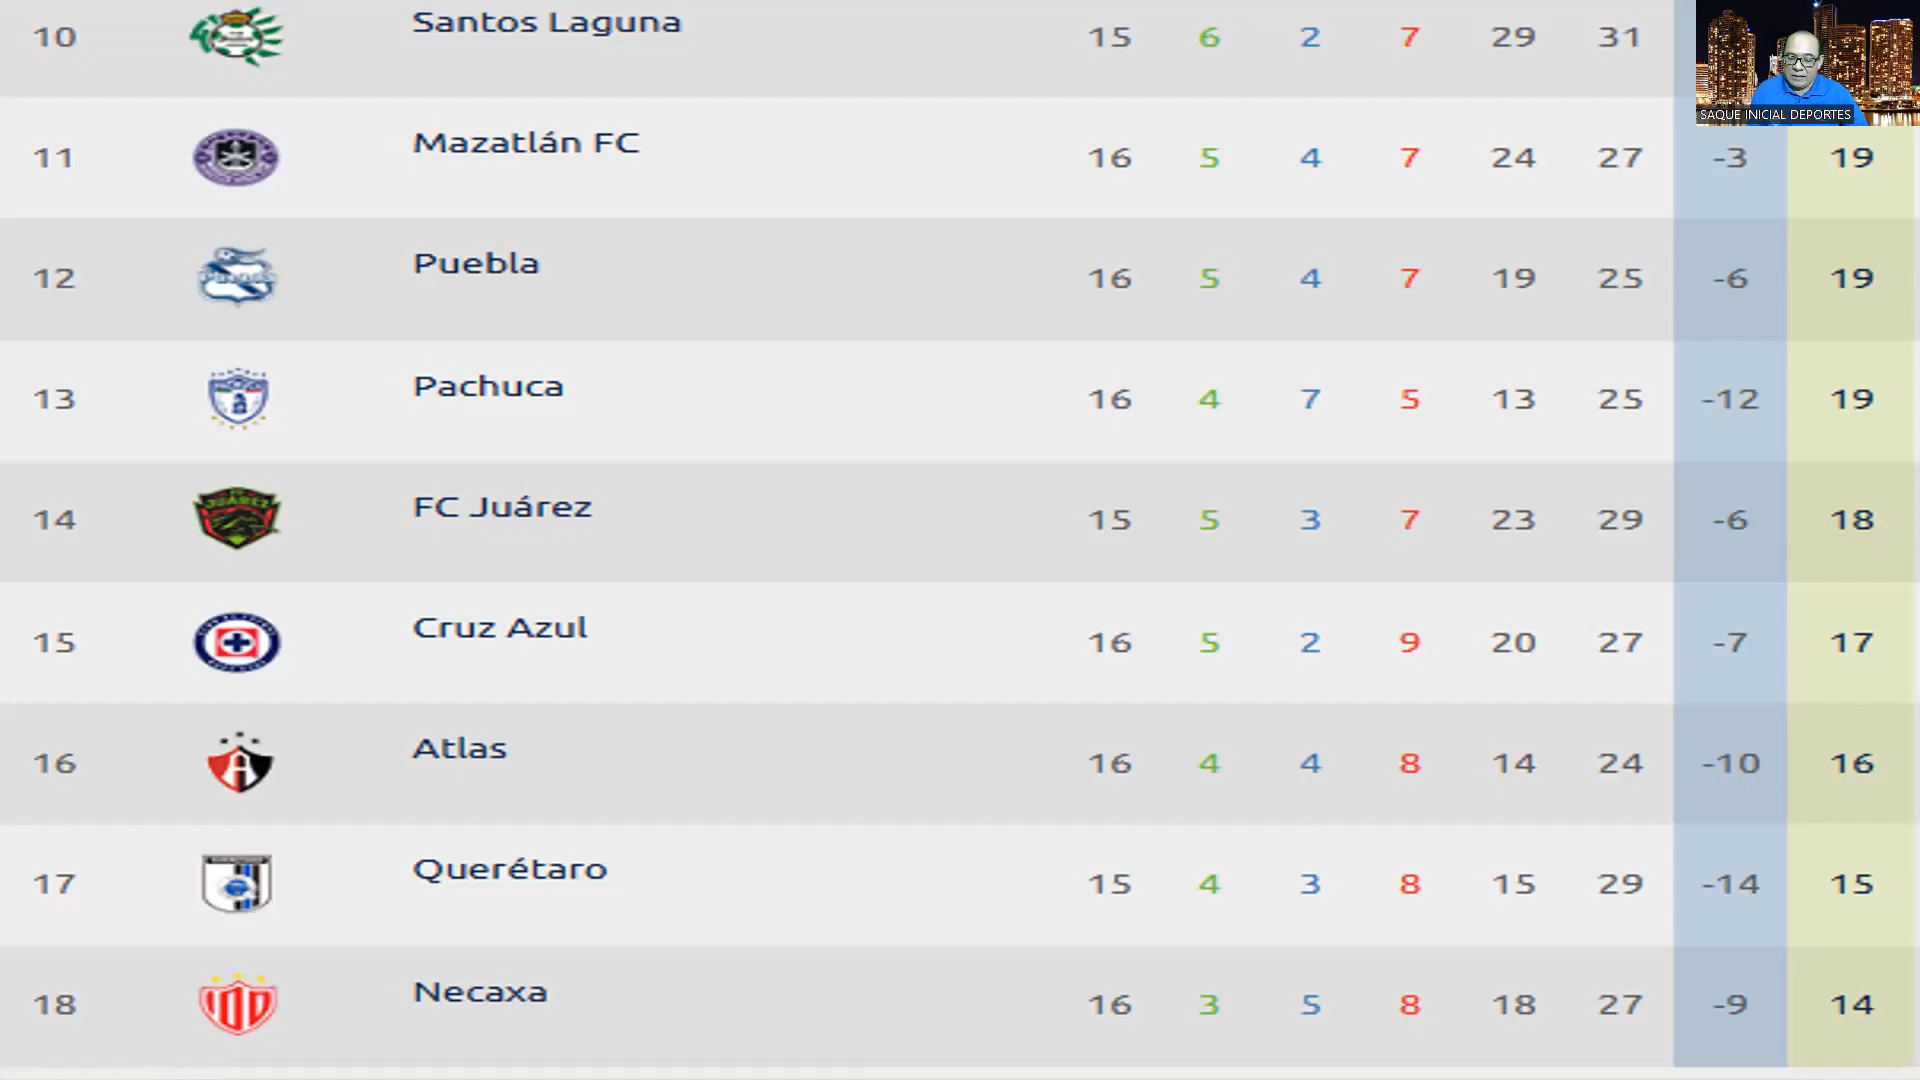 10 Santos Laguna 15 6 2 7 29 31
SAQUE INICIAL DEPORTES
11 Mazatlán FC 16 5 4 7 24 27 -3 19
12 Puebla 16 5 4 7 19 25 -6 19
13 Pachuca 16 4 7 5 13 25 -12 19
14 FC Juárez 15 5 3 7 23 29 -6 18
JUÁREZ
15 Cruz Azul 16 5 2 9 20 27 -7 17
16 Atlas 16 4 4 8 14 24 -10 16
A
17 Querétaro 15 4 3 8 15 29 -14 15
18 Necaxa 16 3 5 8 18 27 -9 14